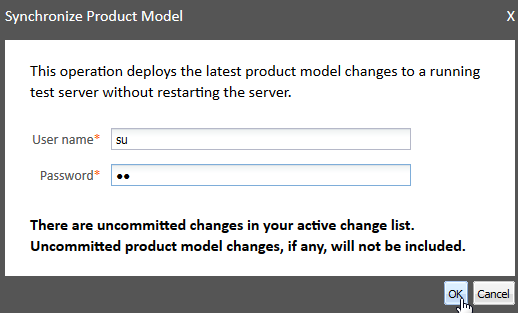 Synchronize Product Model X
This operation deploys the latest product model changes to a running
test server without restarting the server.
User name* su
Password* ••
There are uncommitted changes in your active change list.
Uncommitted product model changes, if any, will not be included.
OK Cancel